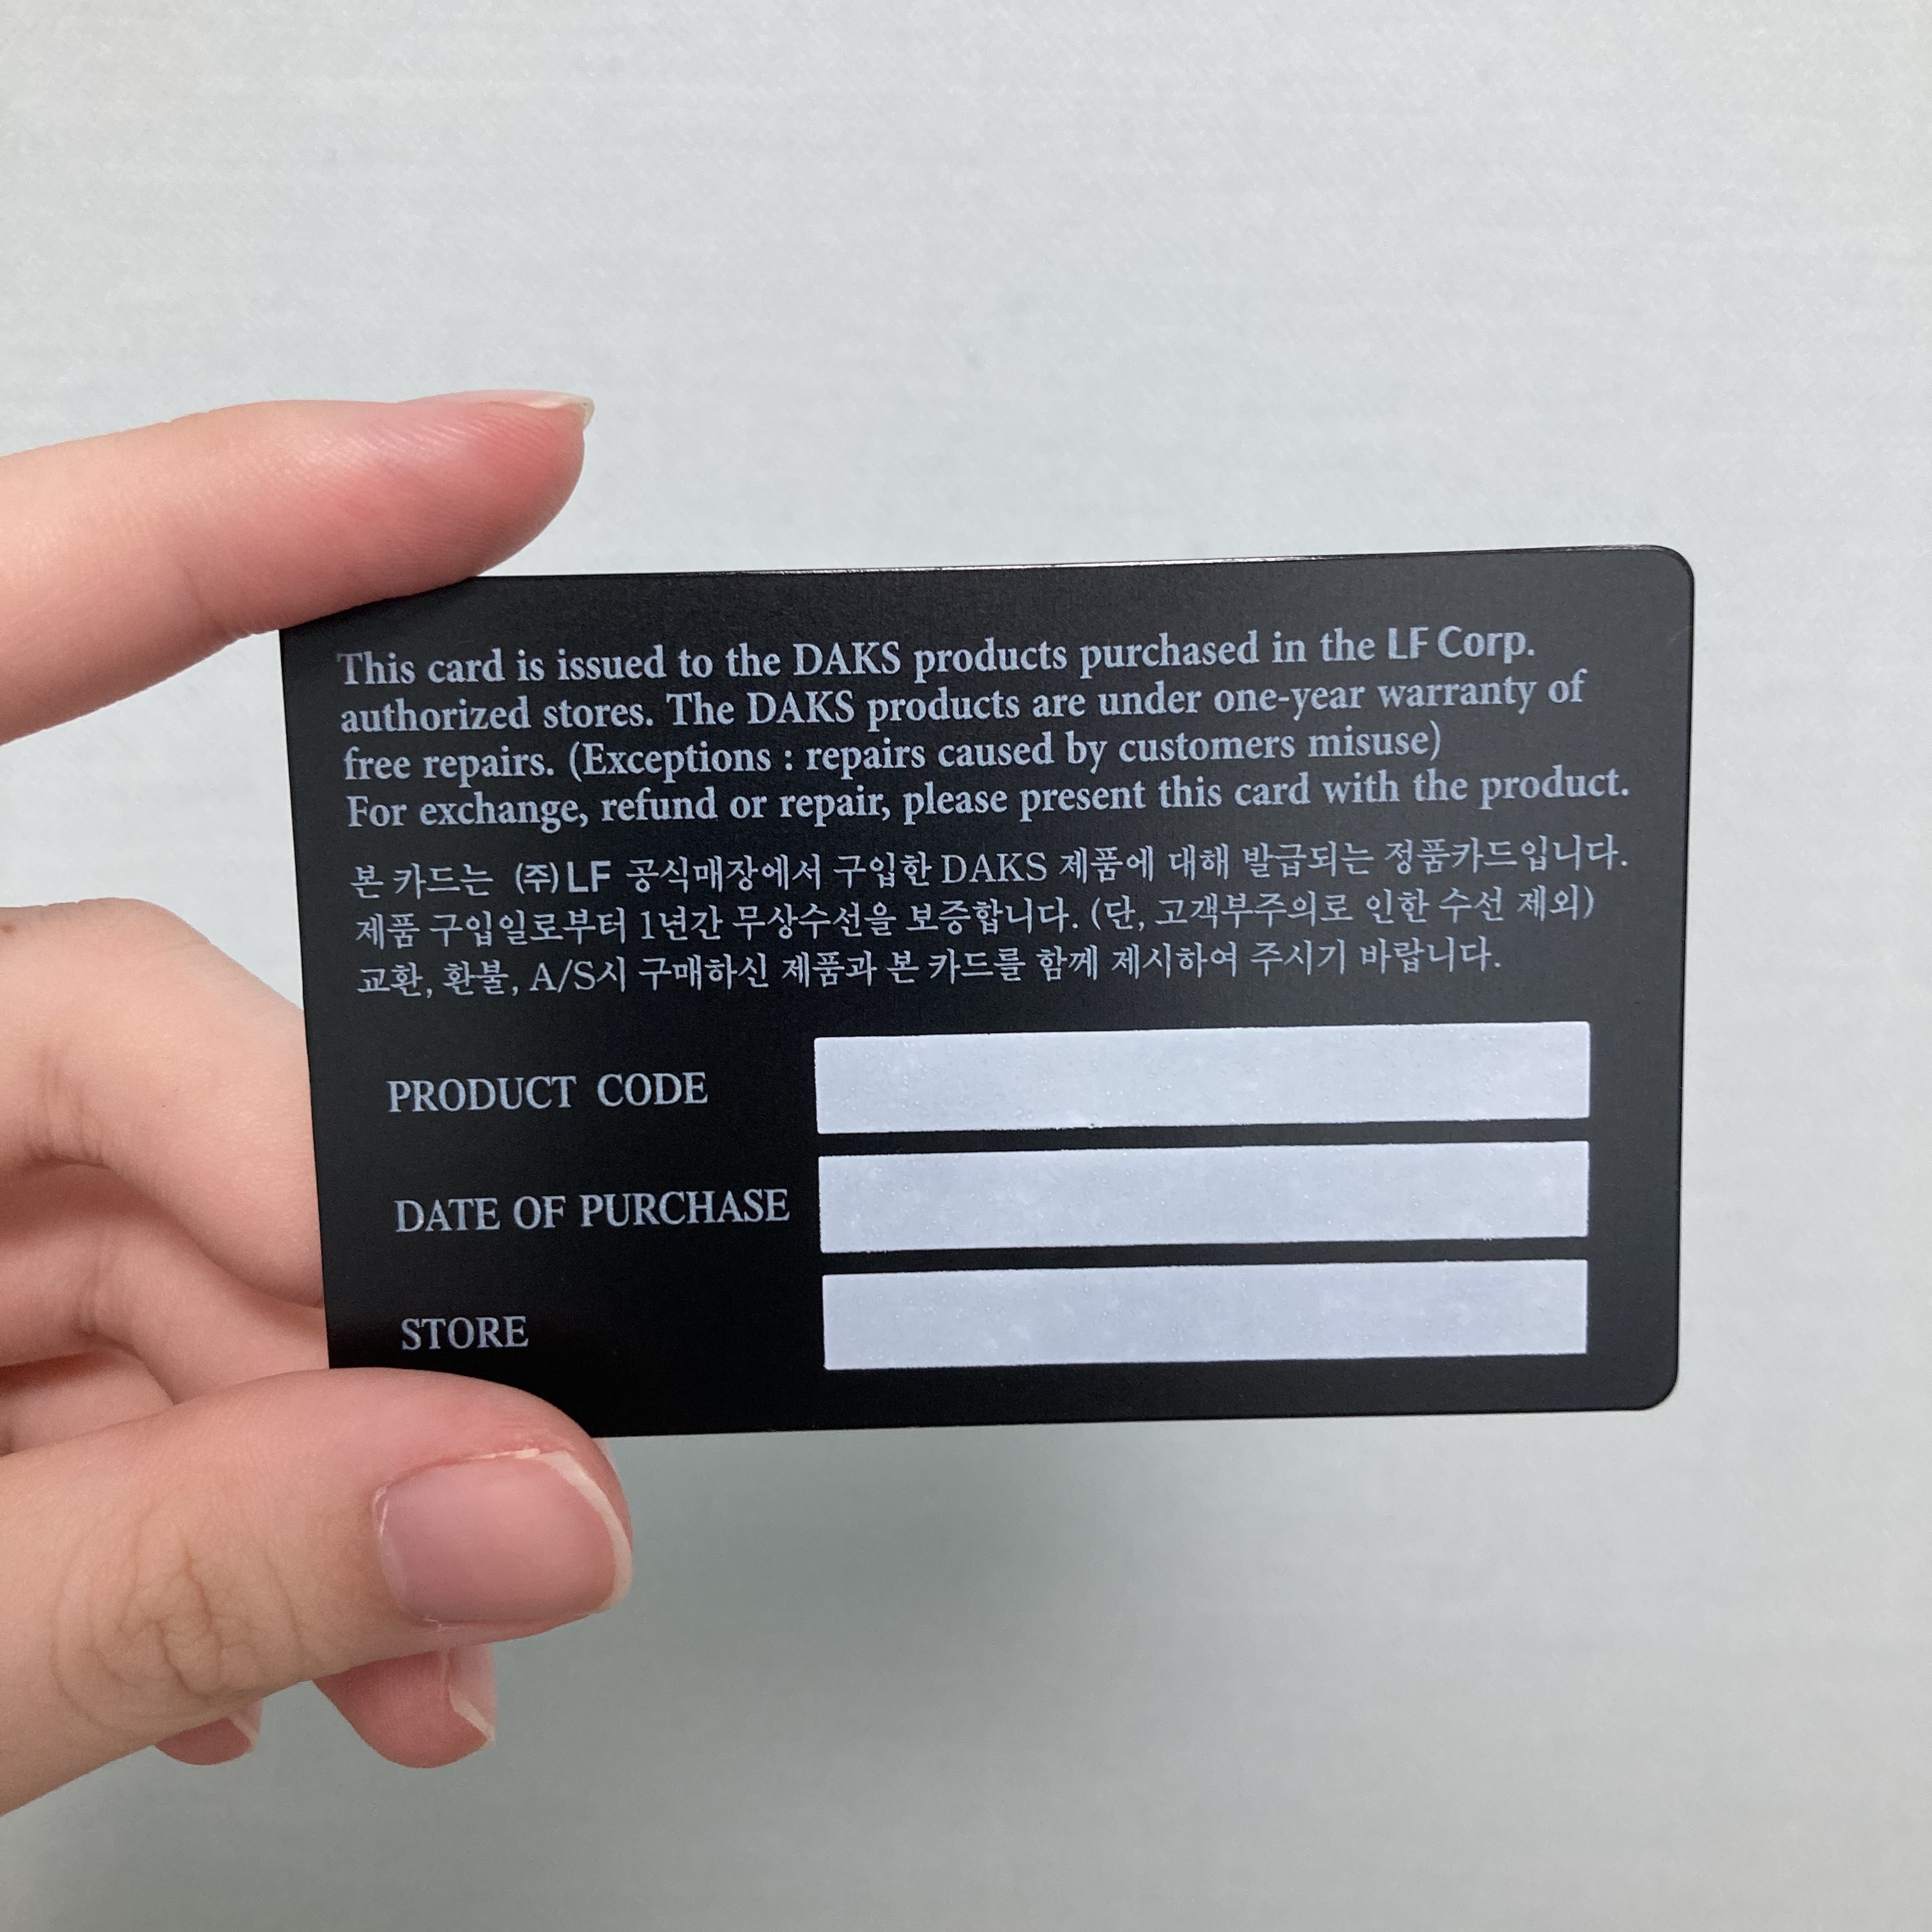 This card is issued to the DAKS products purchased in the LF Corp.
authorized stores. The DAKS products are under one-year warranty of
free repairs. (Exceptions : repairs caused by customers misuse)
For exchange, refund or repair, please present this card with the product.
본 카드는 (주)LF 공식매장에서 구입한 DAKS 제품에 대해 발급되는 정품카드입니다.
제품 구입일로부터 1년간 무상수선을 보증합니다. (단, 고객부주의로 인한 수선 제외)
교환, 환불, A/S시 구매하신 제품과 본 카드를 함께 제시하여 주시기 바랍니다.
PRODUCT CODE
DATE OF PURCHASE
STORE